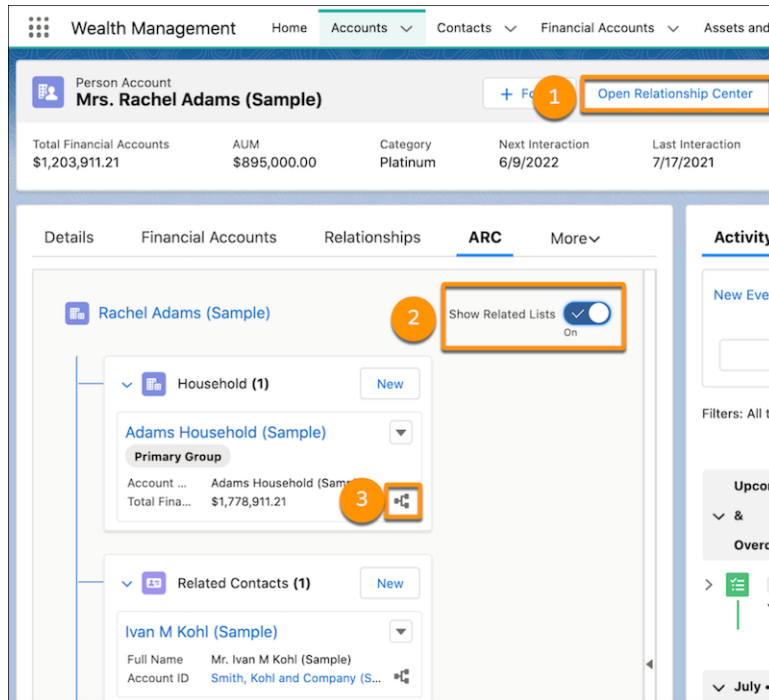 Wealth Management Home Accounts Contacts Financial Accounts Assets and
Person Account
Mrs. Rachel Adams (Sample)
+ Fo
1
Open Relationship Center
Total Financial Accounts AUM Category Next Interaction Last Interaction
$1,203,911.21 $895,000.00 Platinum 6/9/2022 7/17/2021
Details Financial Accounts Relationships ARC More
Activity
Rachel Adams (Sample)
2
Show Related Lists
On
New Eve
Household (1) New
Adams Household (Sample)
Primary Group
Account ... Adams Household (Samp
Total Fina... $1,778,911.21
3
Filters: All t
Upcom
&
Overd
Related Contacts (1) New
Ivan M Kohl (Sample)
Full Name Mr. Ivan M Kohl (Sample)
Account ID Smith, Kohl and Company (S...
July •